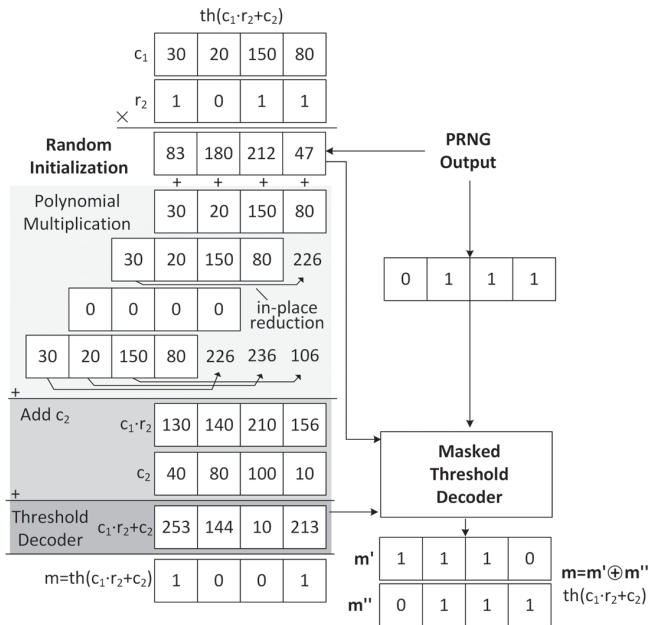 th(c₁·r₂+c₂)
c₁ 30 20 150 80
r₂ 1 0 1 1
×
Random Initialization 83 180 212 47
PRNG Output
+ + + +
Polynomial Multiplication 30 20 150 80
30 20 150 80 226
0 1 1 1
0 0 0 0
in-place reduction
30 20 150 80 226 236 106
+
Add c₂ c₁·r₂ 130 140 210 156
c₂ 40 80 100 10
+
Masked Threshold Decoder
Threshold Decoder c₁·r₂+c₂ 253 144 10 213
m=th(c₁·r₂+c₂) 1 0 0 1
m' 1 1 1 0
m'' 0 1 1 1
m=m'⊕m''
th(c₁·r₂+c₂)